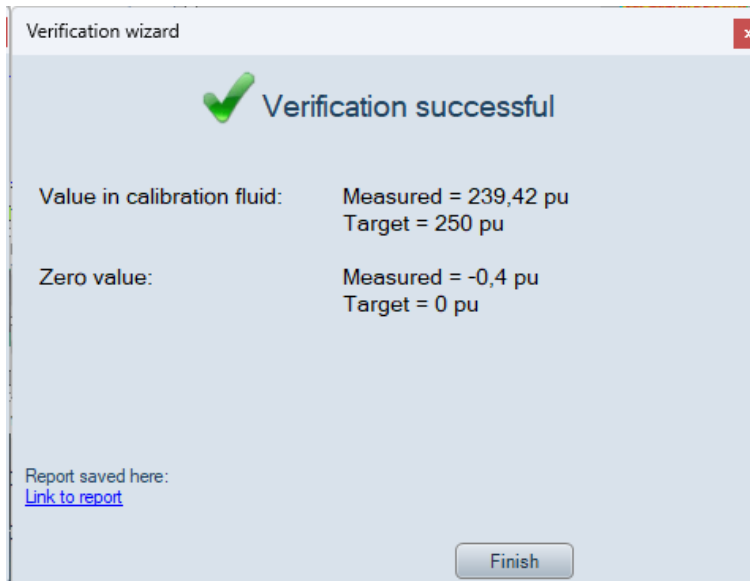 Verification wizard
x
Verification successful
Value in calibration fluid: Measured = 239,42 pu
Target = 250 pu
Zero value: Measured = -0,4 pu
Target = 0 pu
Report saved here:
Link to report
Finish